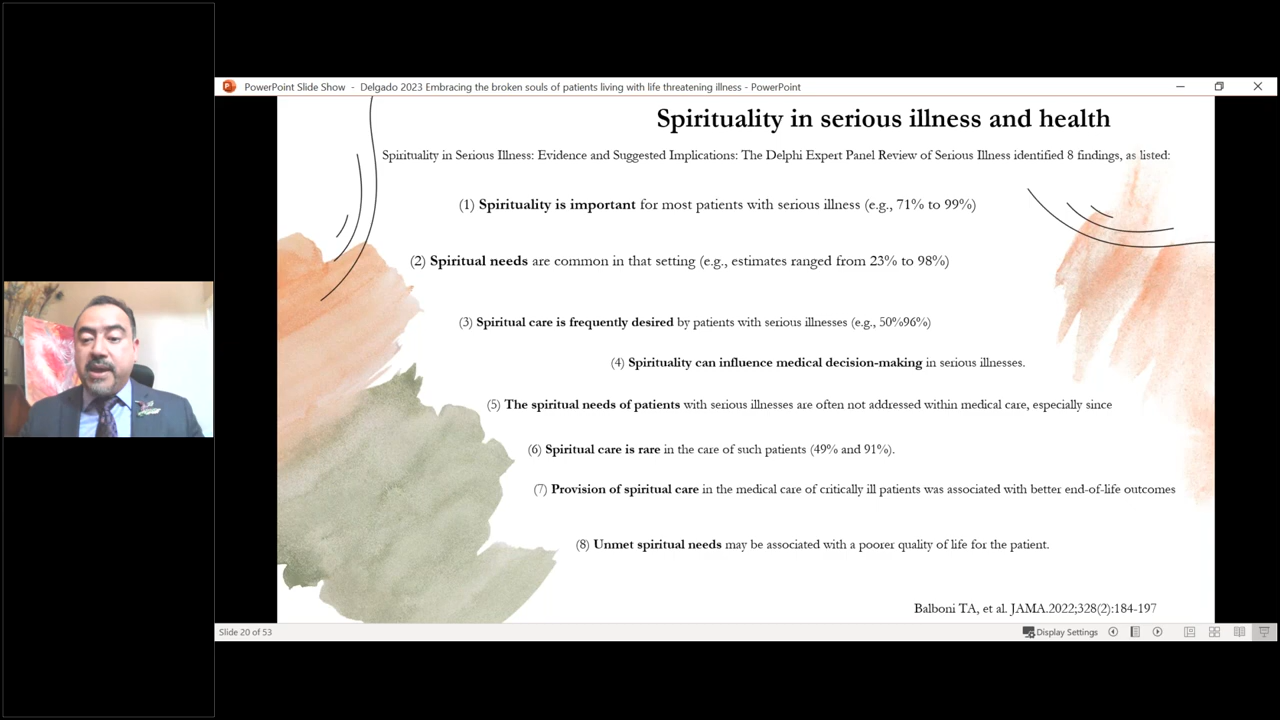 PowerPoint Slide Show - Delgado 2023 Embracing the broken souls of patients living with life threatening illness - PowerPoint
Spirituality in serious illness and health
Spirituality in Serious Illness: Evidence and Suggested Implications: The Delphi Expert Panel Review of Serious Illness identified 8 findings, as listed:
(1) Spirituality is important for most patients with serious illness (e.g., 71% to 99%)
(2) Spiritual needs are common in that setting (e.g., estimates ranged from 23% to 98%)
(3) Spiritual care is frequently desired by patients with serious illnesses (e.g., 50%96%)
(4) Spirituality can influence medical decision-making in serious illnesses.
(5) The spiritual needs of patients with serious illnesses are often not addressed within medical care, especially since
(6) Spiritual care is rare in the care of such patients (49% and 91%).
(7) Provision of spiritual care in the medical care of critically ill patients was associated with better end-of-life outcomes
(8) Unmet spiritual needs may be associated with a poorer quality of life for the patient.
Balboni TA, et al. JAMA.2022;328(2):184-197
Slide 20 of 53
Display Settings